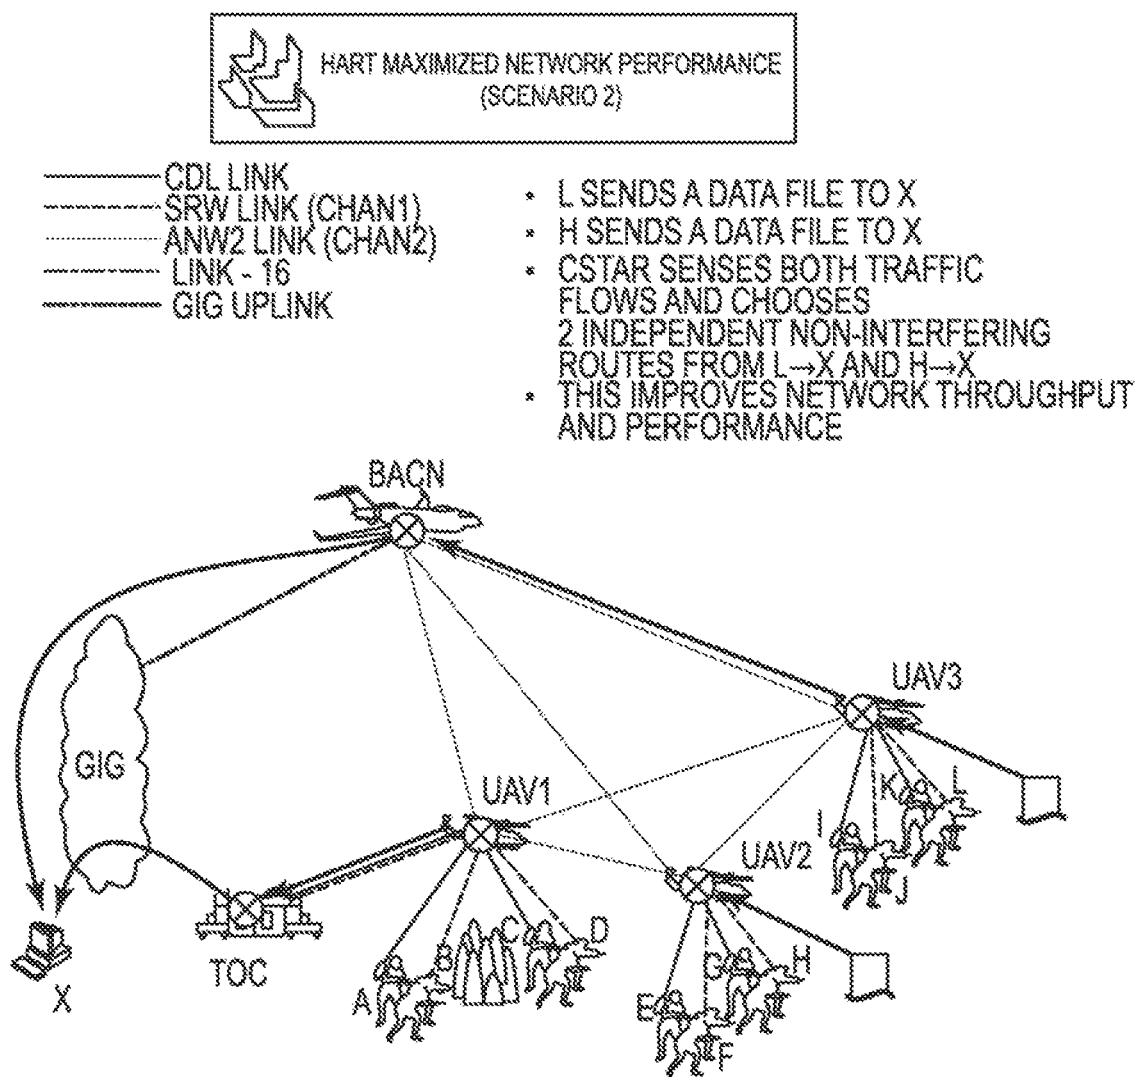 HART MAXIMIZED NETWORK PERFORMANCE
(SCENARIO 2)
CDL LINK
SRW LINK (CHAN1)
ANW2 LINK (CHAN2)
LINK - 16
GIG UPLINK
• L SENDS A DATA FILE TO X
• H SENDS A DATA FILE TO X
• CSTAR SENSES BOTH TRAFFIC
FLOWS AND CHOOSES
2 INDEPENDENT NON-INTERFERING
ROUTES FROM L→X AND H→X
• THIS IMPROVES NETWORK THROUGHPUT
AND PERFORMANCE
BACN
UAV3
GIG
UAV1
K
L
I
J
UAV2
X
TOC
A
B
C
D
E
F
G
H